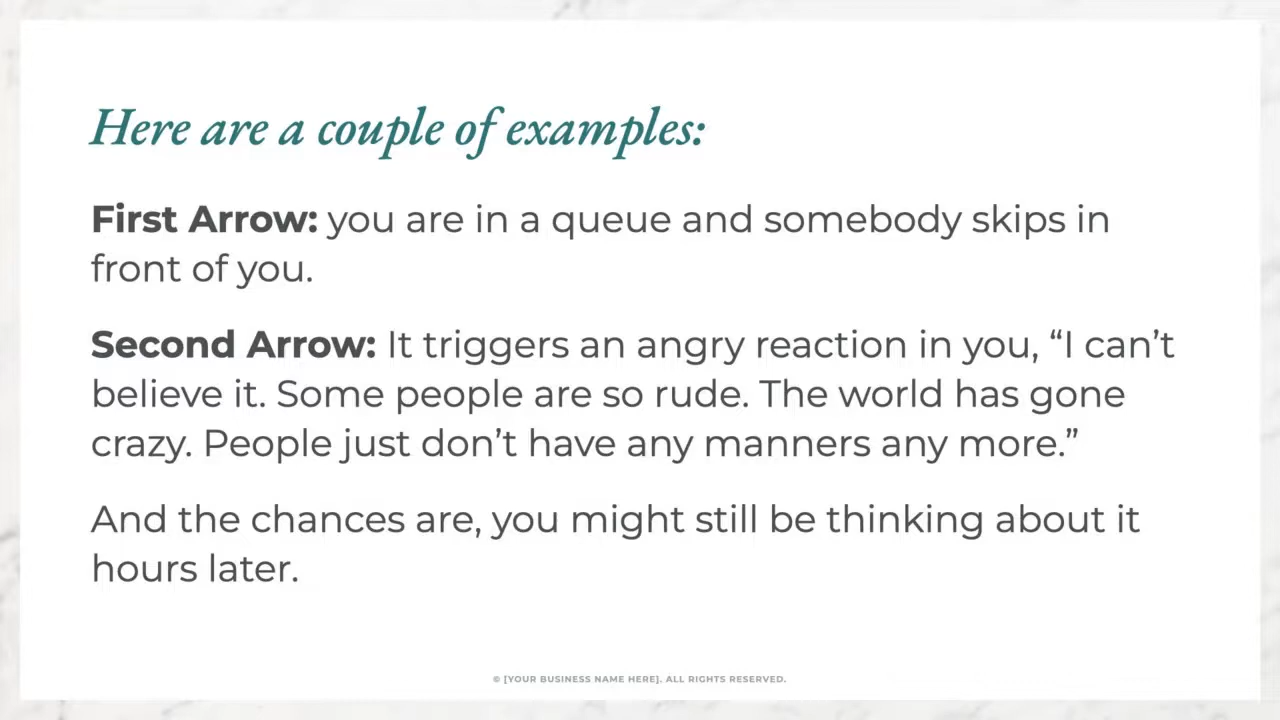 Here are a couple of examples:
First Arrow: you are in a queue and somebody skips in
front of you.
Second Arrow: It triggers an angry reaction in you, “I can’t
believe it. Some people are so rude. The world has gone
crazy. People just don’t have any manners any more.”
And the chances are, you might still be thinking about it
hours later.
© [YOUR BUSINESS NAME HERE]. ALL RIGHTS RESERVED.